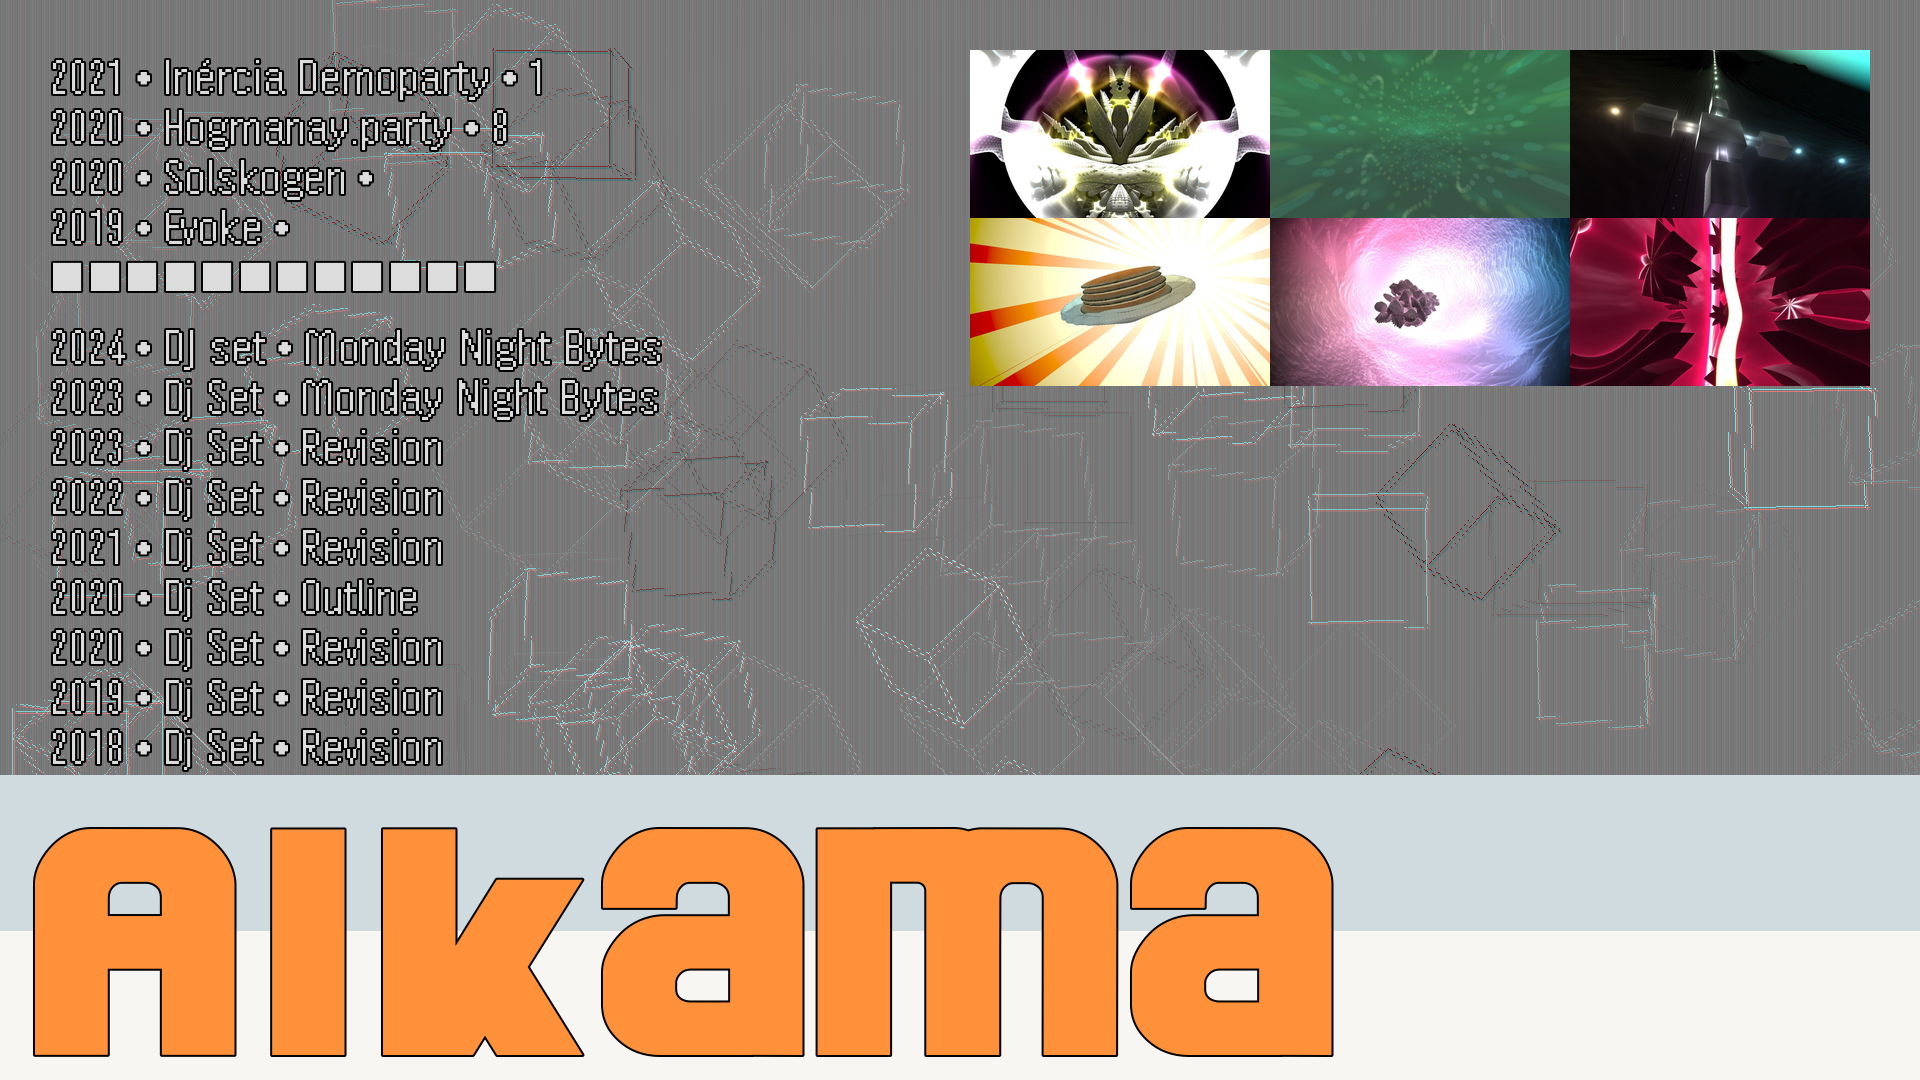 2021 • Inércia Demoparty • 1
2020 • Hogmanay.party • 8
2020 • Solskogen •
2019 • Evoke •
2024 • DJ set • Monday Night Bytes
2023 • Dj Set • Monday Night Bytes
2023 • Dj Set • Revision
2022 • Dj Set • Revision
2021 • Dj Set • Revision
2020 • Dj Set • Outline
2020 • Dj Set • Revision
2019 • Dj Set • Revision
2018 • Dj Set • Revision
Alkama